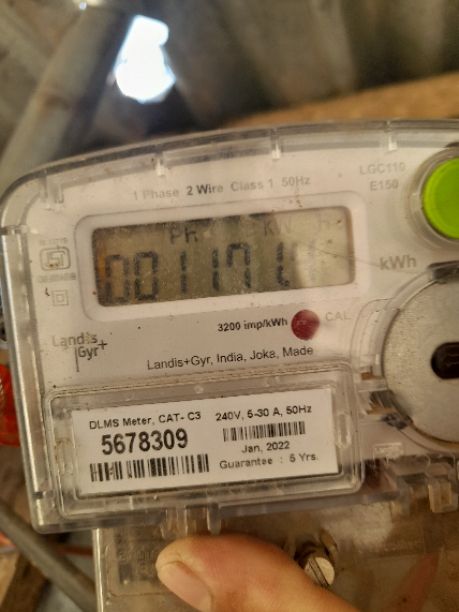 1 Phase 2 Wire Class 1 50Hz
LGC110
E150
kWh
3200 imp/kWh CAL
Landis
Gyr+
Landis+Gyr, India, Joka, Made
DLMS Meter, CAT- C3 240V, 5-30 A, 50Hz
5678309
Jan, 2022
Guarantee : 5 Yrs.